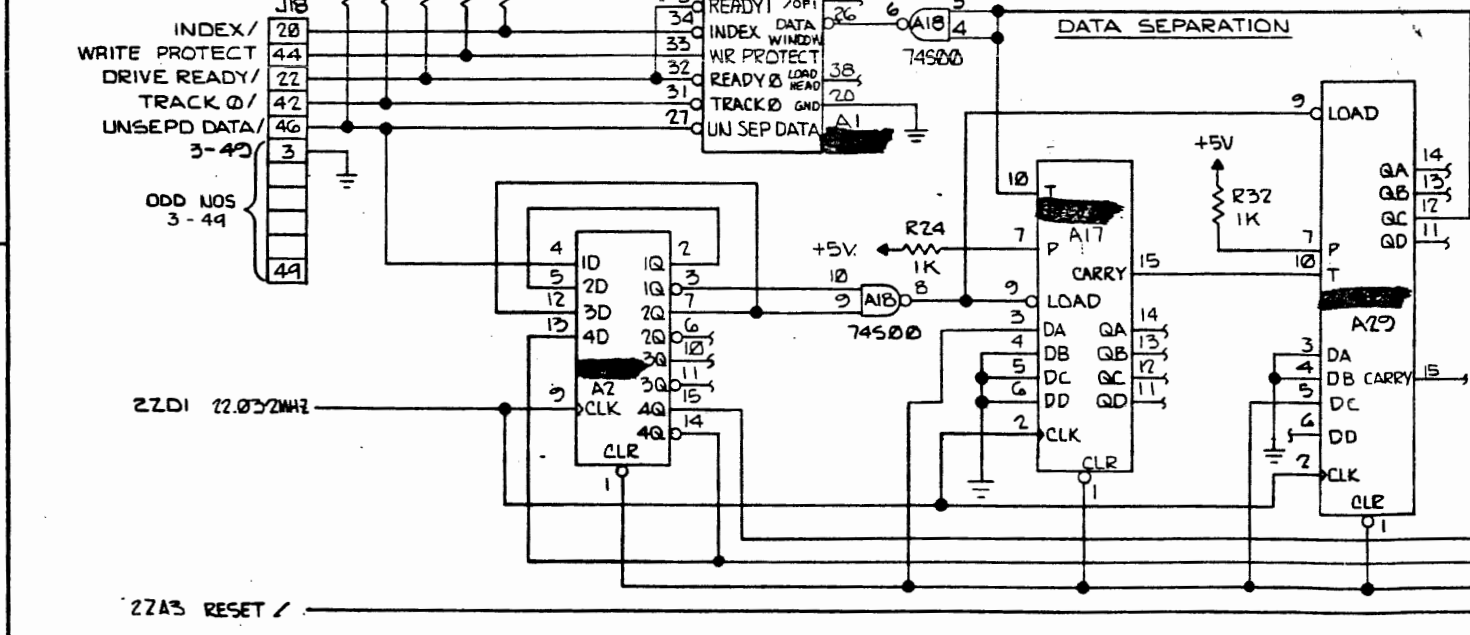 J18
INDEX/ 20
WRITE PROTECT 44
DRIVE READY/ 22
TRACK 0/ 42
UNSEPD DATA/ 46
3-49 3
ODD NOS
3-49
49
34
33
32
31
27
READY1
INDEX
WR PROTECT
READY0
TRACK0
UN SEP DATA
/OP1
DATA
WINDOW
LOAD
HEAD
GND
26
38
20
A1
6
A18
5
4
74S00
DATA SEPARATION
4 1D
5 2D
12 3D
13 4D
9 CLK
1Q 2
1Q 3
2Q 7
2Q 6
3Q 10
3Q 11
4Q 15
4Q 14
A2
CLR
1
+5V.
R24
1K
10
9
A18
8
74S00
10 T
A17
7 P
CARRY 15
9 LOAD
3 DA
4 DB
5 DC
6 DD
2 CLK
QA 14
QB 13
QC 12
QD 11
CLR
1
+5V
R32
1K
9 LOAD
QA 14
QB 13
QC 12
QD 11
7 P
10 T
A29
3 DA
4 DB
CARRY 15
5 DC
6 DD
2 CLK
CLR
1
2ZD1 22.032MHZ
2ZA3 RESET /